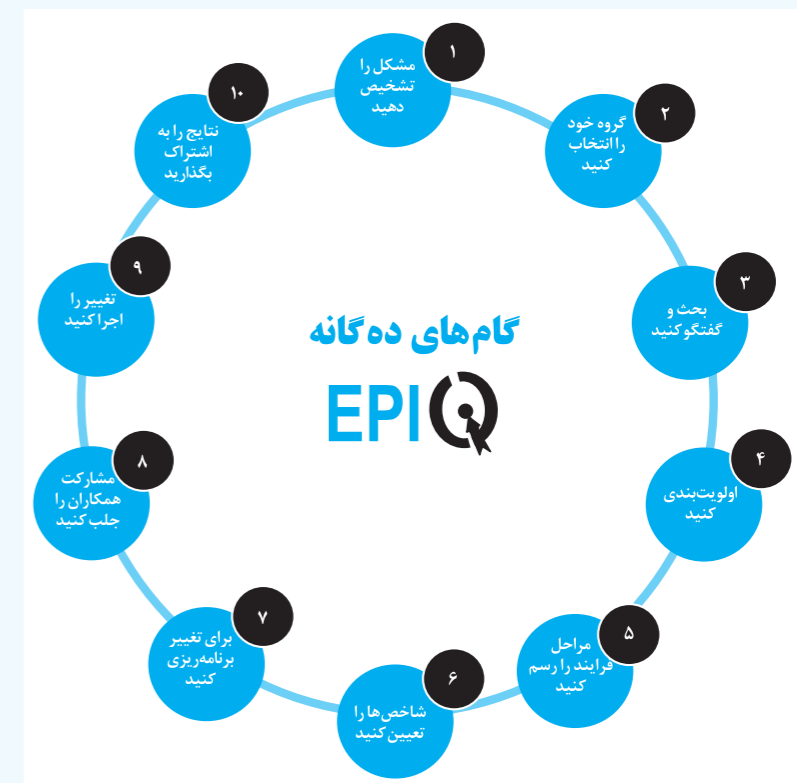 گام‌های ده گانه
EPIQ
۱
مشکل را
تشخیص
دهید
۲
گروه خود
را انتخاب
کنید
۳
بحث و
گفتگو کنید
۴
اولویت‌بندی
کنید
۵
مراحل
فرایند را رسم
کنید
۶
شاخص‌ها را
تعیین کنید
۷
برای تغییر
برنامه‌ریزی
کنید
۸
مشارکت
همکاران را
جلب کنید
۹
تغییر را
اجرا کنید
۱۰
نتایج را به
اشتراک
بگذارید